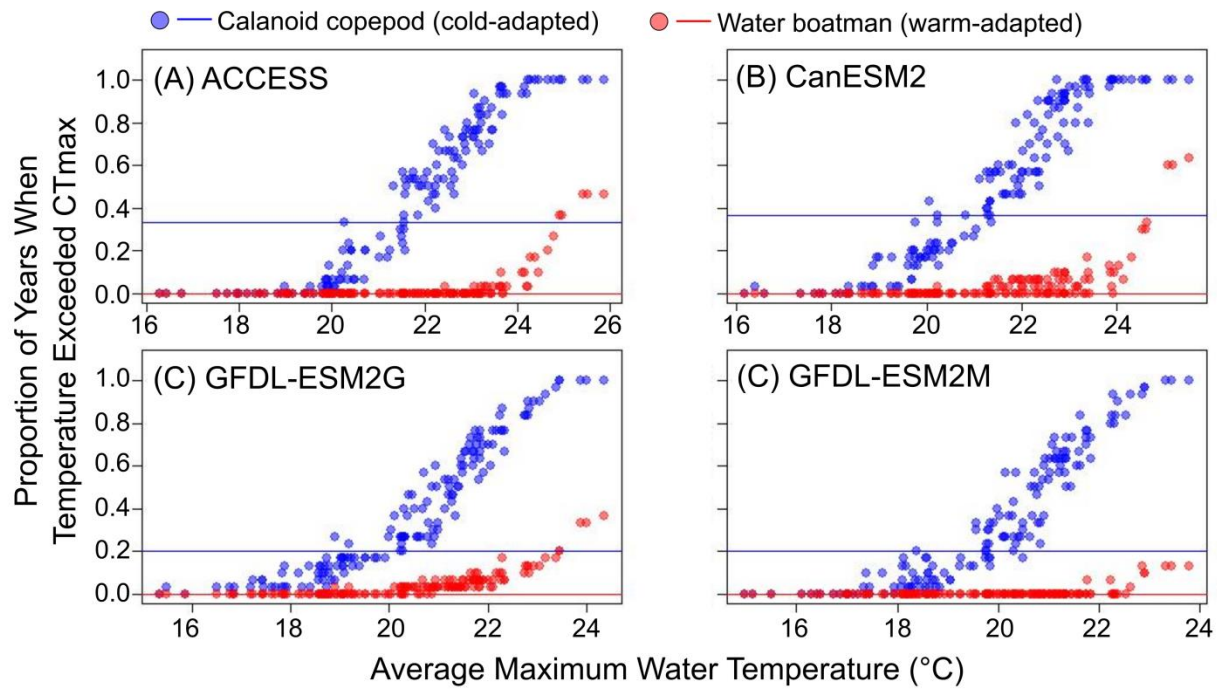 Calanoid copepod (cold-adapted) Water boatman (warm-adapted)
Proportion of Years When
Temperature Exceeded CTmax
(A) ACCESS
1.0
0.8
0.6
0.4
0.2
0.0
16 18 20 22 24 26
(B) CanESM2
16 18 20 22 24
(C) GFDL-ESM2G
1.0
0.8
0.6
0.4
0.2
0.0
16 18 20 22 24
(C) GFDL-ESM2M
16 18 20 22 24
Average Maximum Water Temperature (°C)